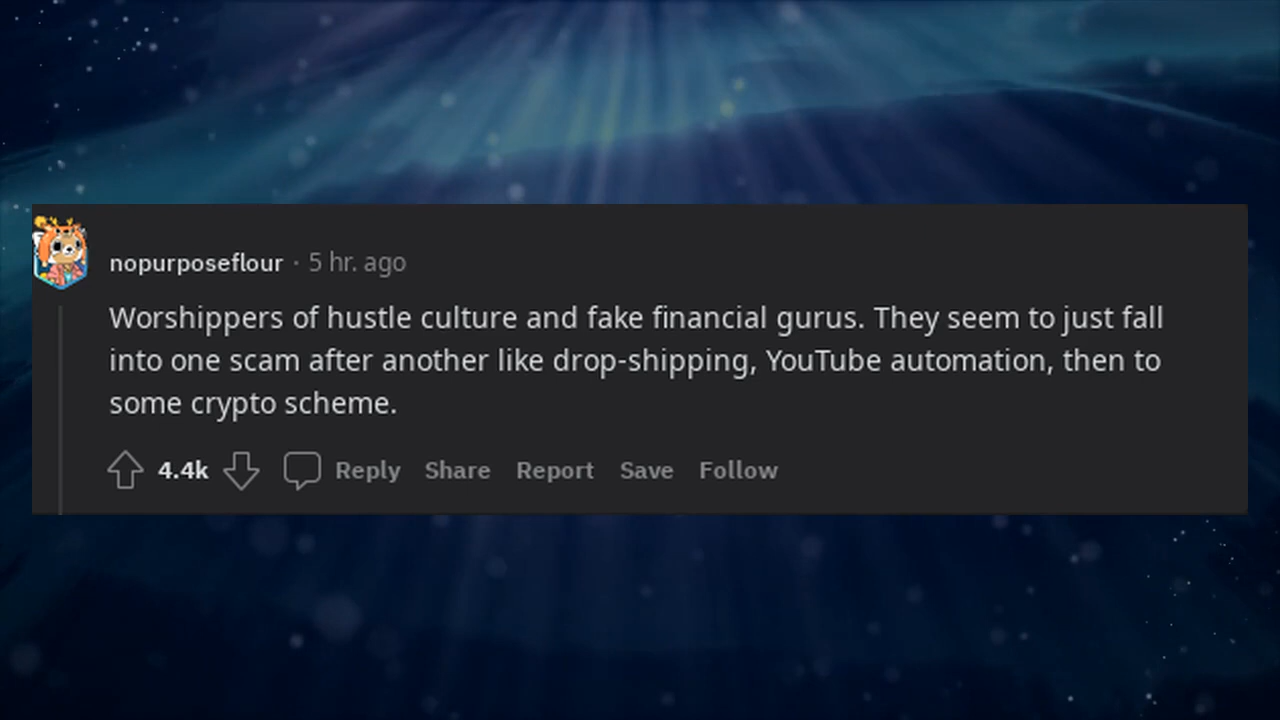 nopurposeflour · 5 hr. ago
Worshippers of hustle culture and fake financial gurus. They seem to just fall
into one scam after another like drop-shipping, YouTube automation, then to
some crypto scheme.
4.4k Reply Share Report Save Follow